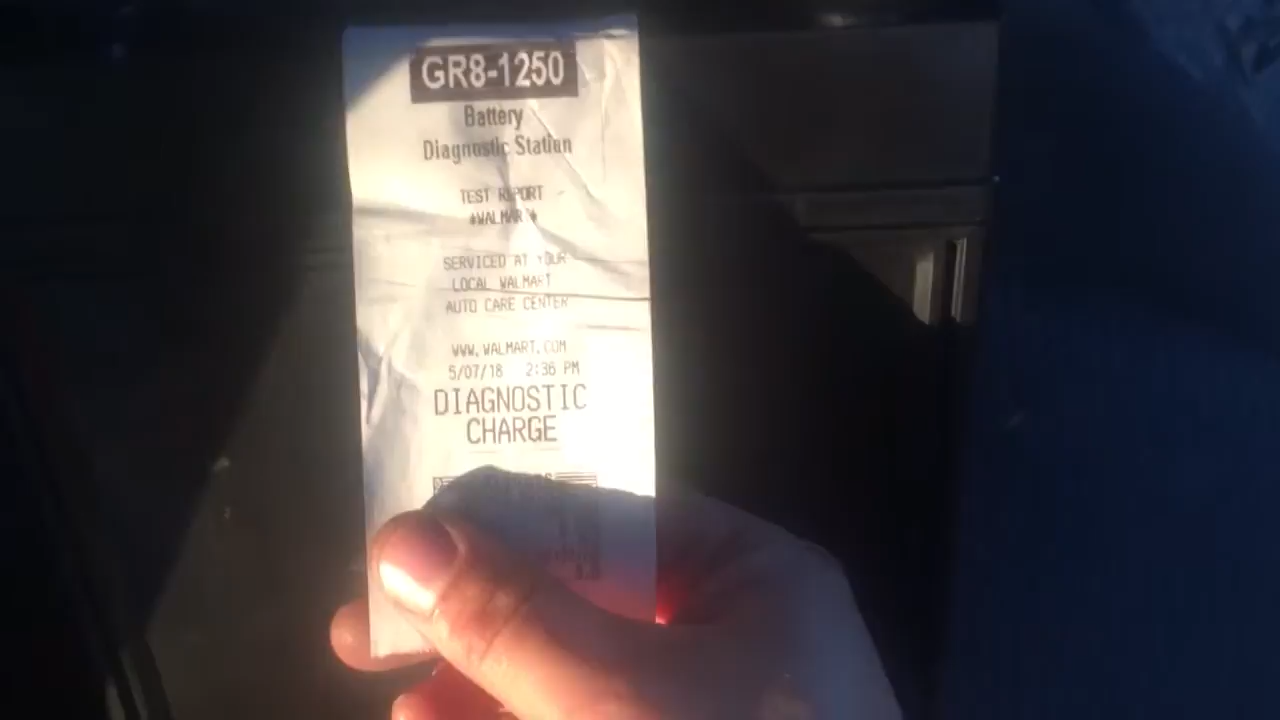 GR8-1250
Battery
Diagnostic Station
TEST REPORT
*WALMART*
SERVICED AT YOUR
LOCAL WALMART
AUTO CARE CENTER
WWW.WALMART.COM
5/07/18 2:36 PM
DIAGNOSTIC
CHARGE